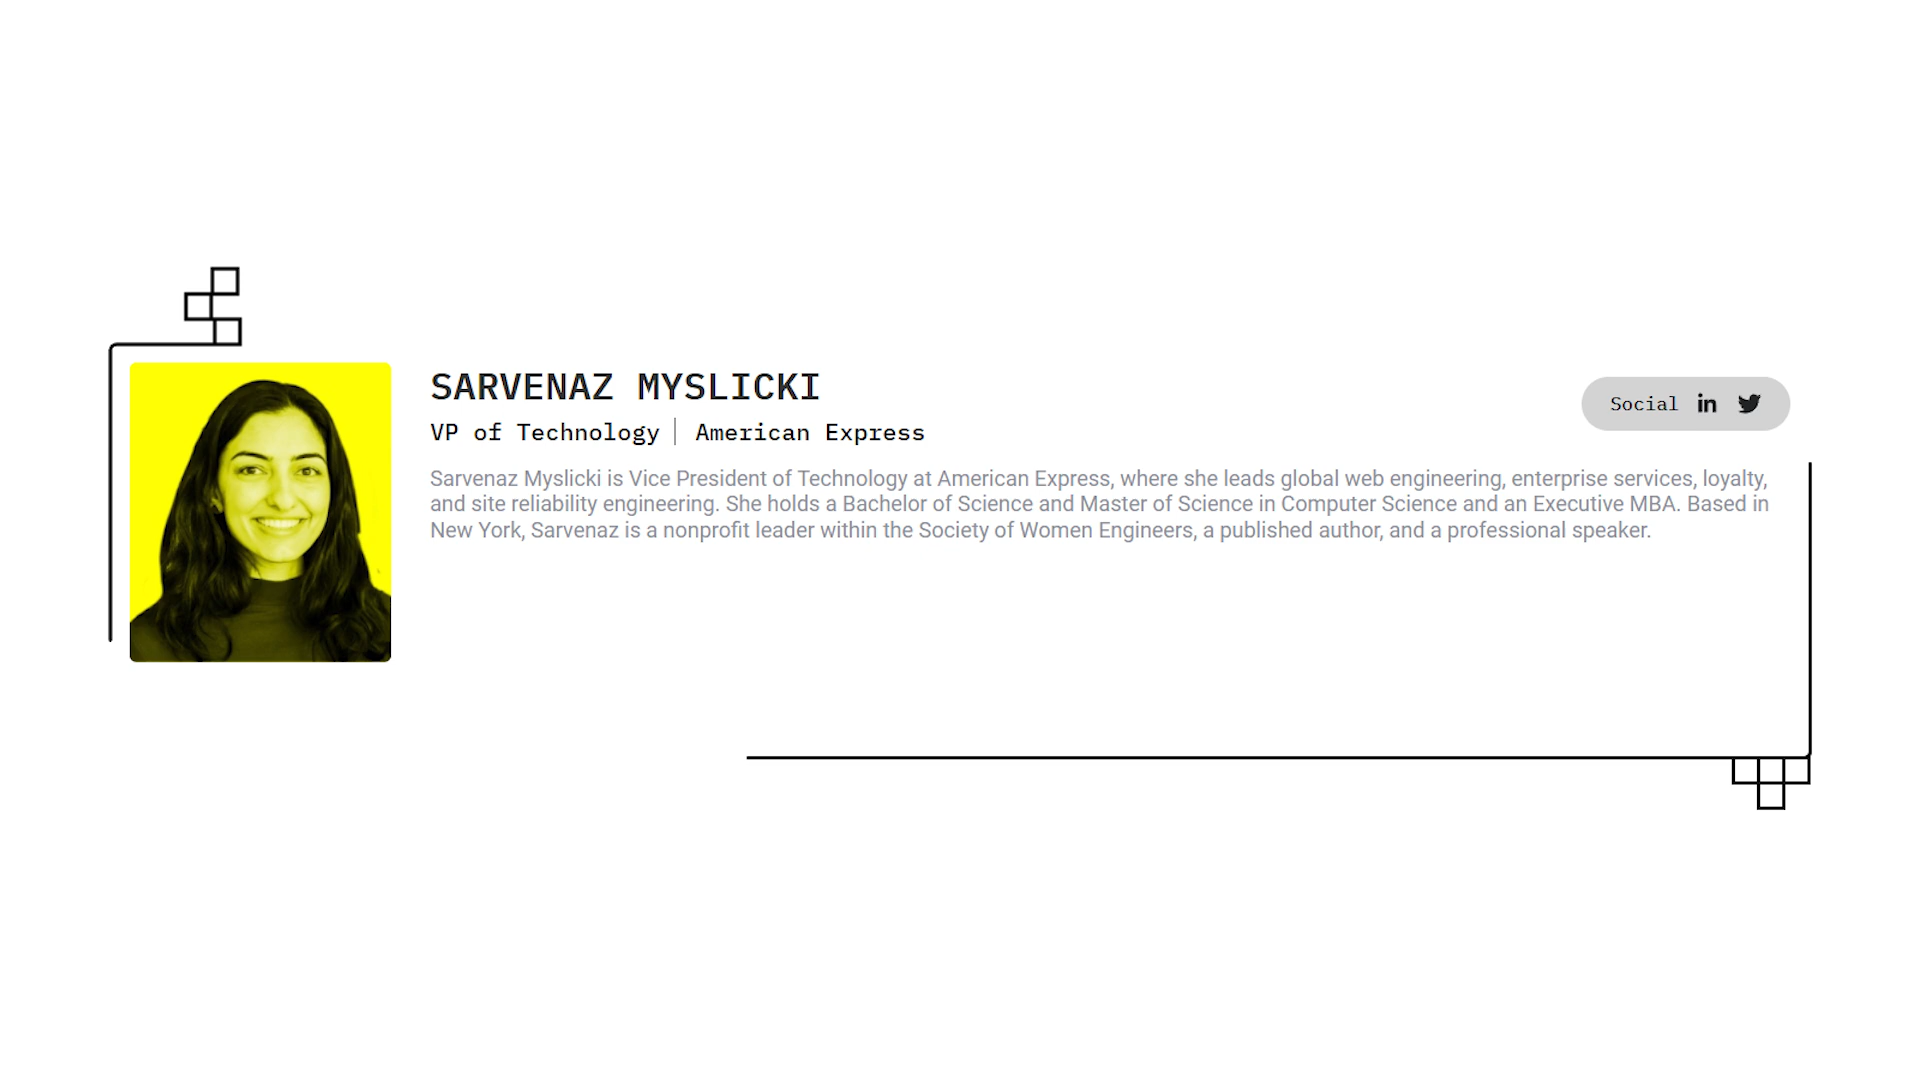 SARVENAZ MYSLICKI
VP of Technology | American Express
Social in
Sarvenaz Myslicki is Vice President of Technology at American Express, where she leads global web engineering, enterprise services, loyalty,
and site reliability engineering. She holds a Bachelor of Science and Master of Science in Computer Science and an Executive MBA. Based in
New York, Sarvenaz is a nonprofit leader within the Society of Women Engineers, a published author, and a professional speaker.